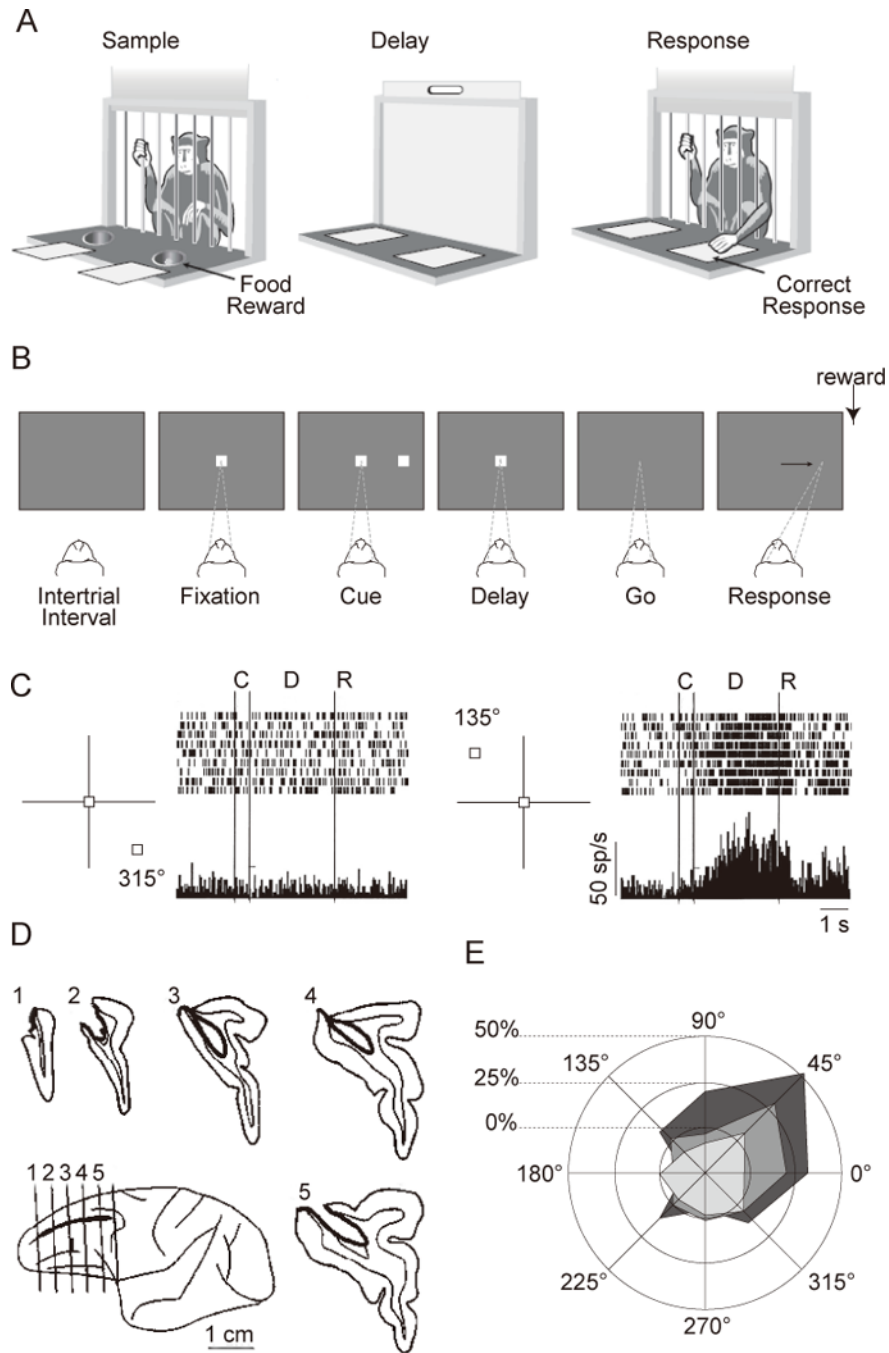 A
Sample
Delay
Response
Food
Reward
Correct
Response
B
reward
Intertrial
Interval
Fixation
Cue
Delay
Go
Response
C
C D R
315°
135°
C D R
50 sp/s
1 s
D
1 2 3 4
1 2 3 4 5
5
1 cm
E
50%
25%
0%
90°
135°
45°
180°
0°
225°
315°
270°